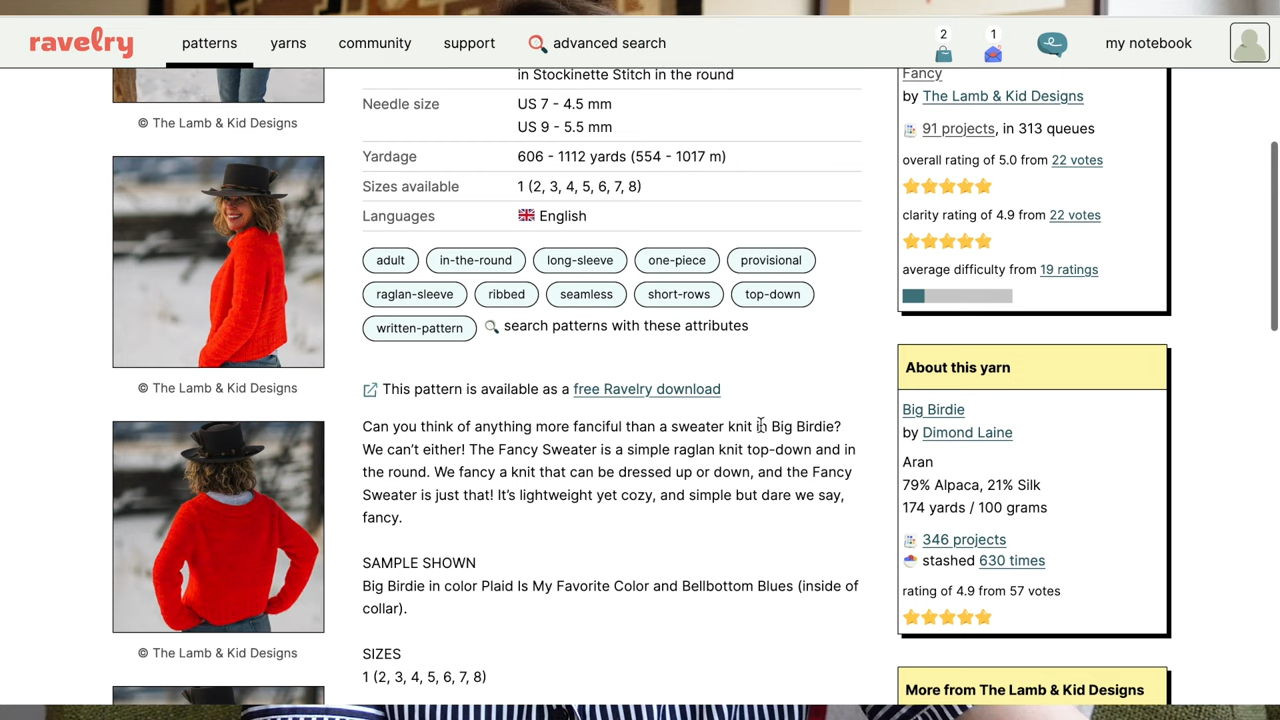 ravelry
patterns
yarns
community
support
advanced search
2
1
my notebook
in Stockinette Stitch in the round
Needle size
US 7 - 4.5 mm
US 9 - 5.5 mm
Yardage
606 - 1112 yards (554 - 1017 m)
Sizes available
1 (2, 3, 4, 5, 6, 7, 8)
Languages
English
adult
in-the-round
long-sleeve
one-piece
provisional
raglan-sleeve
ribbed
seamless
short-rows
top-down
written-pattern
search patterns with these attributes
This pattern is available as a free Ravelry download
Can you think of anything more fanciful than a sweater knit in Big Birdie?
We can’t either! The Fancy Sweater is a simple raglan knit top-down and in
the round. We fancy a knit that can be dressed up or down, and the Fancy
Sweater is just that! It’s lightweight yet cozy, and simple but dare we say,
fancy.
SAMPLE SHOWN
Big Birdie in color Plaid Is My Favorite Color and Bellbottom Blues (inside of
collar).
SIZES
1 (2, 3, 4, 5, 6, 7, 8)
© The Lamb & Kid Designs
© The Lamb & Kid Designs
© The Lamb & Kid Designs
Fancy
by The Lamb & Kid Designs
91 projects, in 313 queues
overall rating of 5.0 from 22 votes
clarity rating of 4.9 from 22 votes
average difficulty from 19 ratings
About this yarn
Big Birdie
by Dimond Laine
Aran
79% Alpaca, 21% Silk
174 yards / 100 grams
346 projects
stashed 630 times
rating of 4.9 from 57 votes
More from The Lamb & Kid Designs